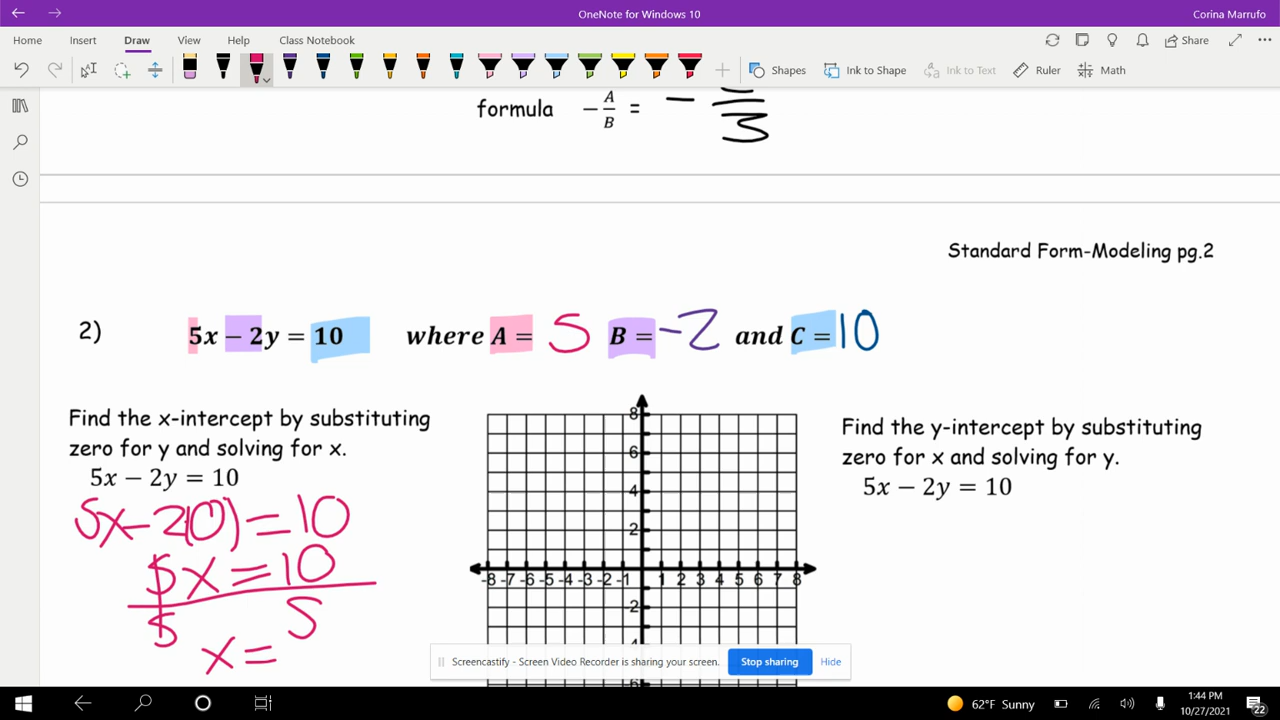 OneNote for Windows 10
Corina Marrufo
Home Insert Draw View Help Class Notebook
Share
Shapes Ink to Shape Ink to Text Ruler Math
formula − A/B = − /3
Standard Form-Modeling pg.2
2) 5x − 2y = 10 where A = 5 B = -2 and C = 10
Find the x-intercept by substituting
zero for y and solving for x.
5x − 2y = 10
5x-2(0) = 10
5x = 10
5 5
x =
8
6
4
2
-8 -7 -6 -5 -4 -3 -2 -1 1 2 3 4 5 6 7 8
-2
Find the y-intercept by substituting
zero for x and solving for y.
5x − 2y = 10
Screencastify - Screen Video Recorder is sharing your screen. Stop sharing Hide
62°F Sunny
1:44 PM
10/27/2021
22